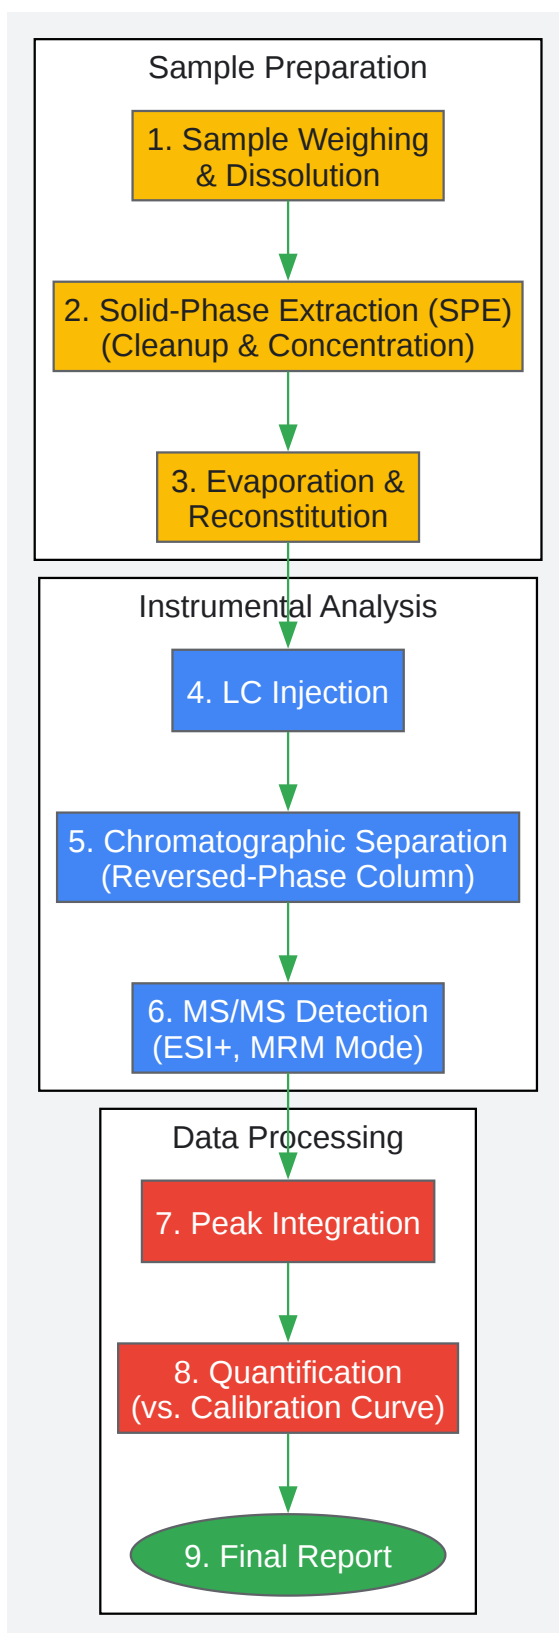 Sample Preparation
1. Sample Weighing
& Dissolution
2. Solid-Phase Extraction (SPE)
(Cleanup & Concentration)
3. Evaporation &
Reconstitution
Instrumental Analysis
4. LC Injection
5. Chromatographic Separation
(Reversed-Phase Column)
6. MS/MS Detection
(ESI+, MRM Mode)
Data Processing
7. Peak Integration
8. Quantification
(vs. Calibration Curve)
9. Final Report